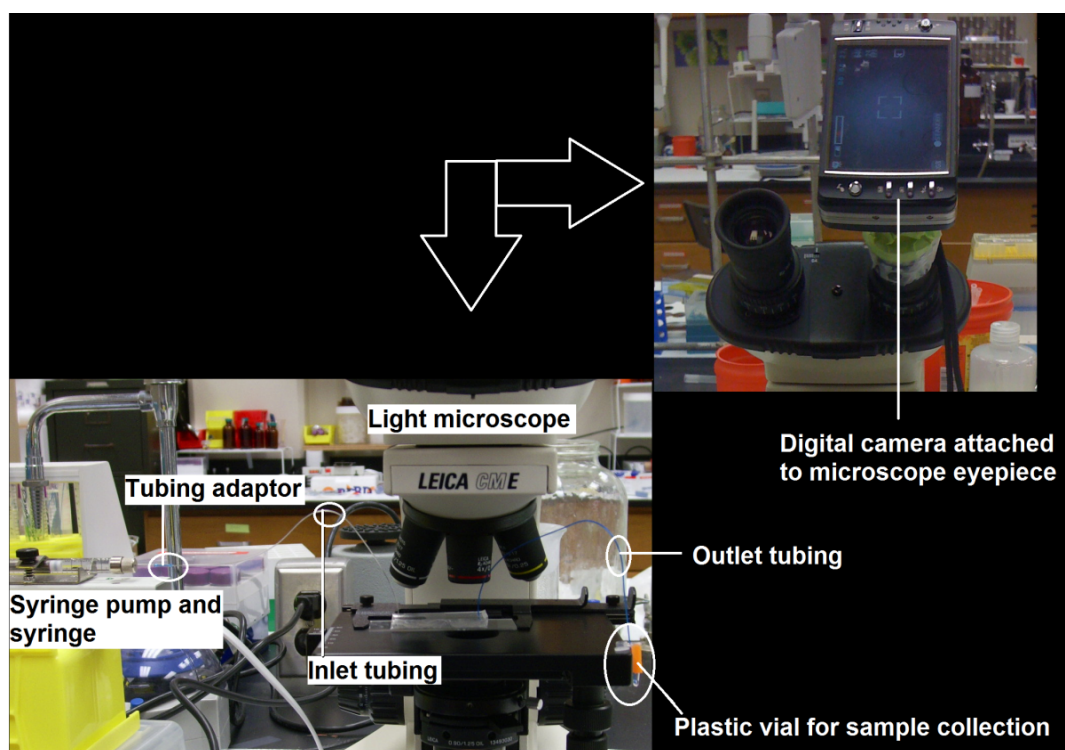 Light microscope
LEICA CME
Tubing adaptor
Syringe pump and
syringe
Inlet tubing
Digital camera attached
to microscope eyepiece
Outlet tubing
Plastic vial for sample collection